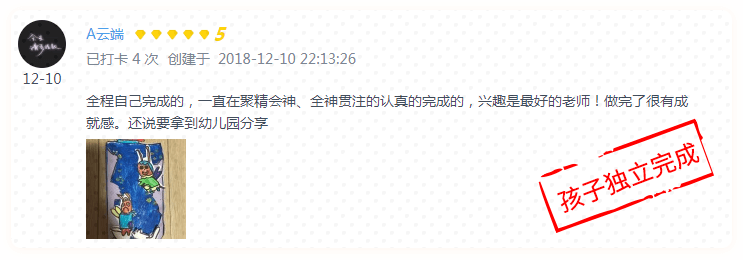 A云端 5
已打卡 4 次 创建于 2018-12-10 22:13:26
12-10
全程自己完成的，一直在聚精会神、全神贯注的认真的完成的，兴趣是最好的老师！做完了很有成
就感。还说要拿到幼儿园分享
孩子独立完成